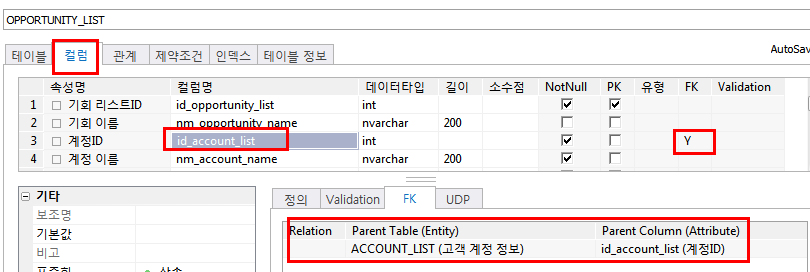 OPPORTUNITY_LIST
AutoSav
테이블 컬럼 관계 제약조건 인덱스 테이블 정보
속성명 컬럼명 데이터타입 길이 소수점 NotNull PK 유형 FK Validation
1 기회 리스트ID id_opportunity_list int
2 기회 이름 nm_opportunity_name nvarchar 200
3 계정ID id_account_list int Y
4 계정 이름 nm_account_name nvarchar 200
기타
보조명
기본값
비고
정의 Validation FK UDP
Relation Parent Table (Entity) Parent Column (Attribute)
ACCOUNT_LIST (고객 계정 정보) id_account_list (계정ID)